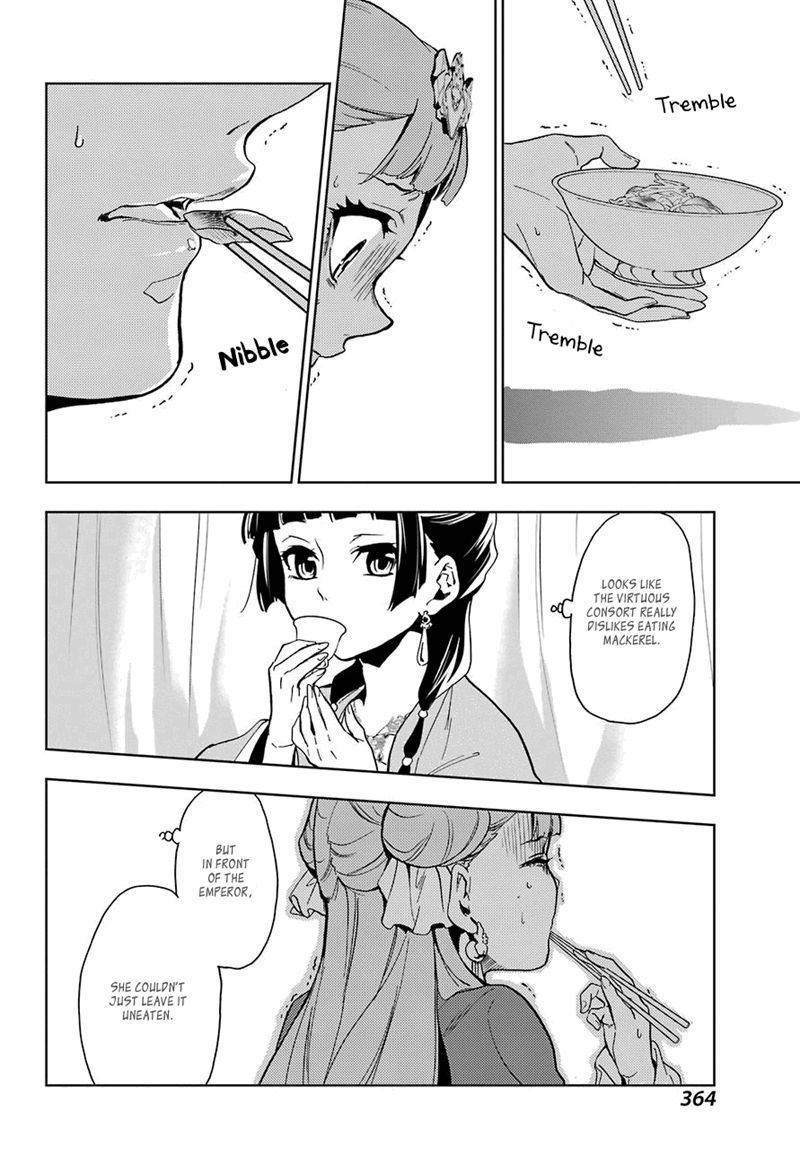 Tremble
Tremble
Nibble
LOOKS LIKE
THE VIRTUOUS
CONSORT REALLY
DISLIKES EATING
MACKEREL.
BUT
IN FRONT
OF THE
EMPEROR,
SHE COULDN'T
JUST LEAVE IT
UNEATEN.
364